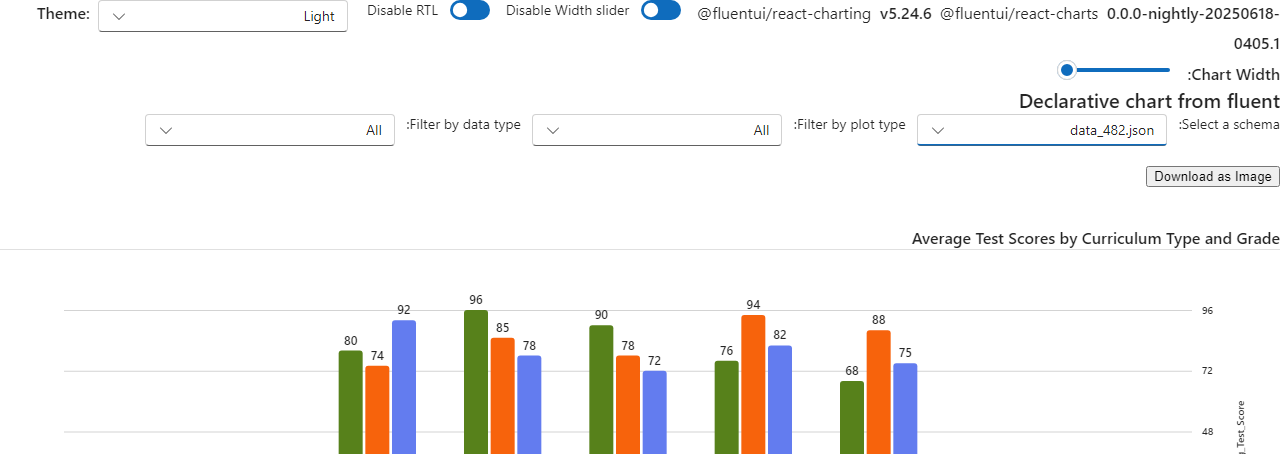 Theme: Light Disable RTL Disable Width slider @fluentui/react-charting v5.24.6 @fluentui/react-charts 0.0.0-nightly-20250618-
0405.1
:Chart Width
Declarative chart from fluent
:Select a schema data_482.json :Filter by plot type All :Filter by data type All
Download as Image
Average Test Scores by Curriculum Type and Grade
96
72
48
80 74 92
96 85 78
90 78 72
76 94 82
68 88 75
_Test_Score